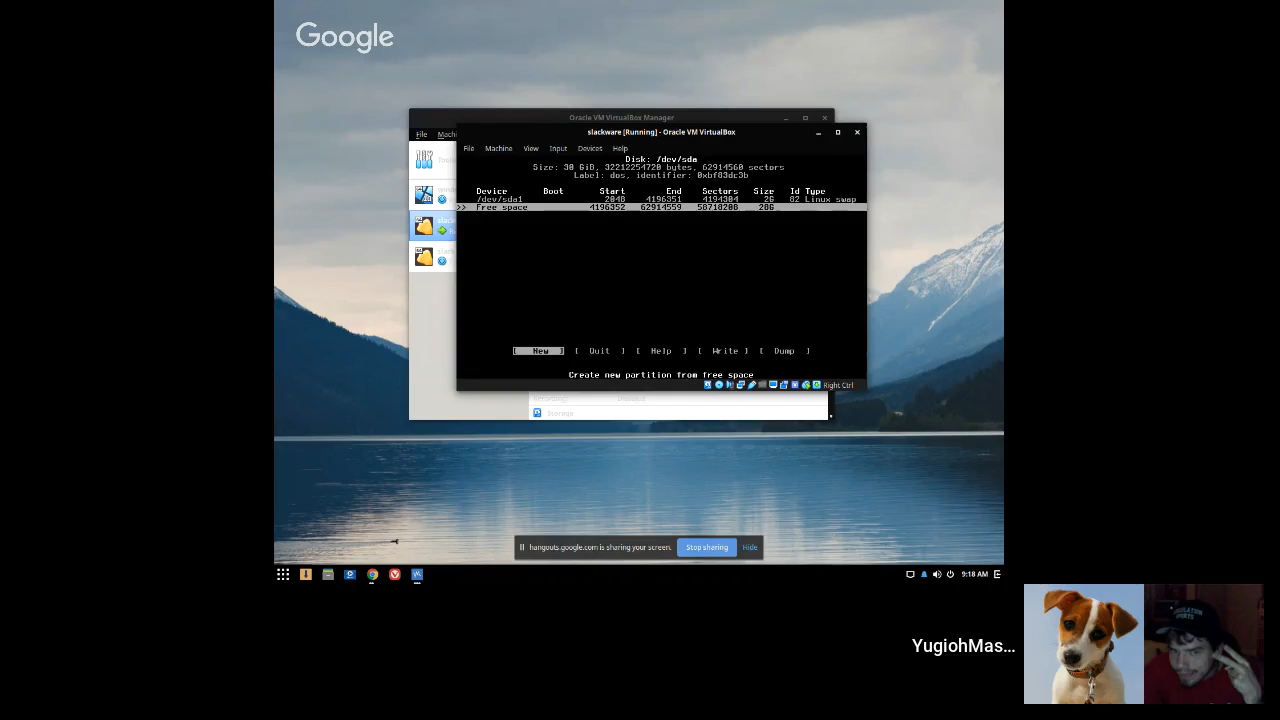 Google
Oracle VM VirtualBox Manager
File Machi
slackware [Running] - Oracle VM VirtualBox
File Machine View Input Devices Help
Disk: /dev/sda
Size: 30 GiB, 32212254720 bytes, 62914560 sectors
Label: dos, identifier: 0xbf83dc3b
Device Boot Start End Sectors Size Id Type
/dev/sda1 2048 4196351 4194304 2G 82 Linux swap
>> Free space 4196352 62914559 58718208 28G
[ New ] [ Quit ] [ Help ] [ Write ] [ Dump ]
Create new partition from free space
Right Ctrl
Storage
hangouts.google.com is sharing your screen. Stop sharing Hide
9:18 AM
YugiohMas...